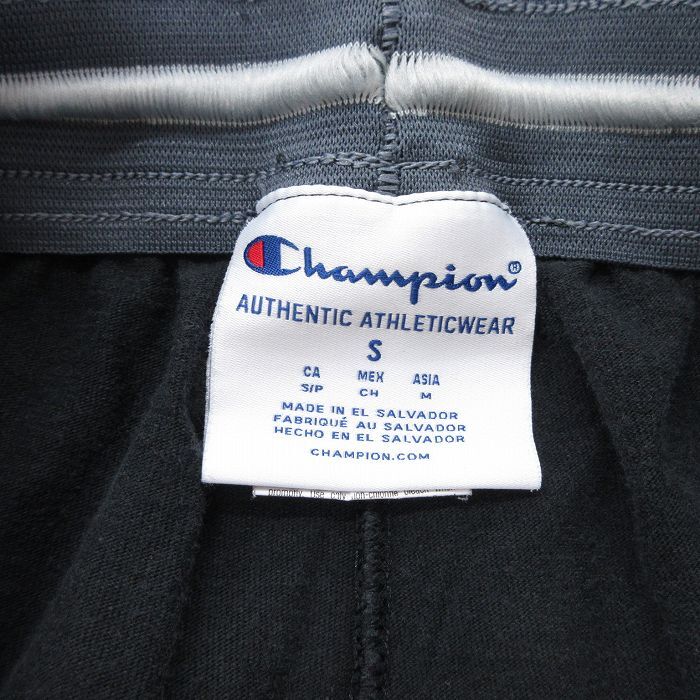 Champion®
AUTHENTIC ATHLETICWEAR
S
CA MEX ASIA
S/P CH M
MADE IN EL SALVADOR
FABRIQUÉ AU SALVADOR
HECHO EN EL SALVADOR
CHAMPION.COM